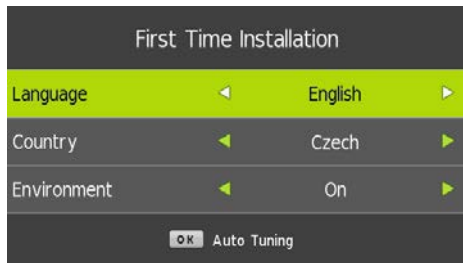 First Time Installation
Language English
Country Czech
Environment On
OK Auto Tuning